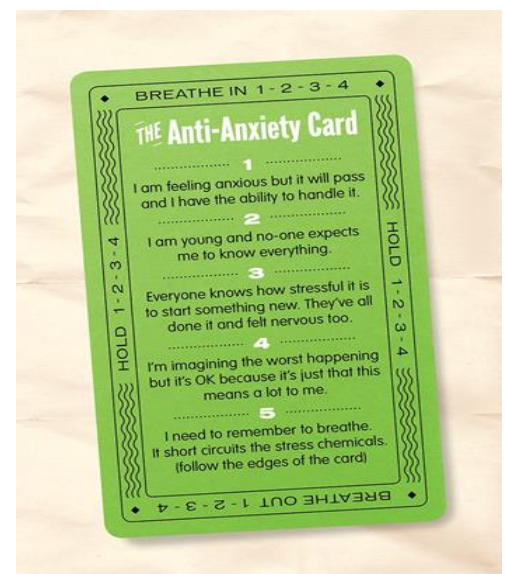 BREATHE IN 1 - 2 - 3 - 4
THE Anti-Anxiety Card
1
I am feeling anxious but it will pass
and I have the ability to handle it.
2
I am young and no-one expects
me to know everything.
3
Everyone knows how stressful it is
to start something new. They've all
done it and felt nervous too.
4
I'm imagining the worst happening
but it's OK because it's just that this
means a lot to me.
5
I need to remember to breathe.
It short circuits the stress chemicals.
(follow the edges of the card)
HOLD 1 - 2 - 3 - 4
BREATHE OUT 1 - 2 - 3 - 4
HOLD 1 - 2 - 3 - 4